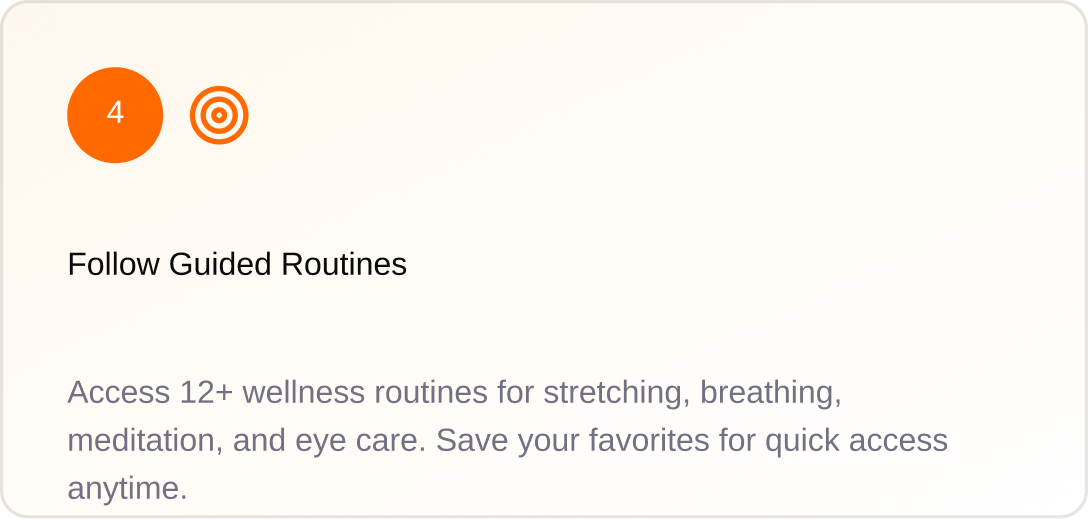 4
Follow Guided Routines
Access 12+ wellness routines for stretching, breathing,
meditation, and eye care. Save your favorites for quick access
anytime.